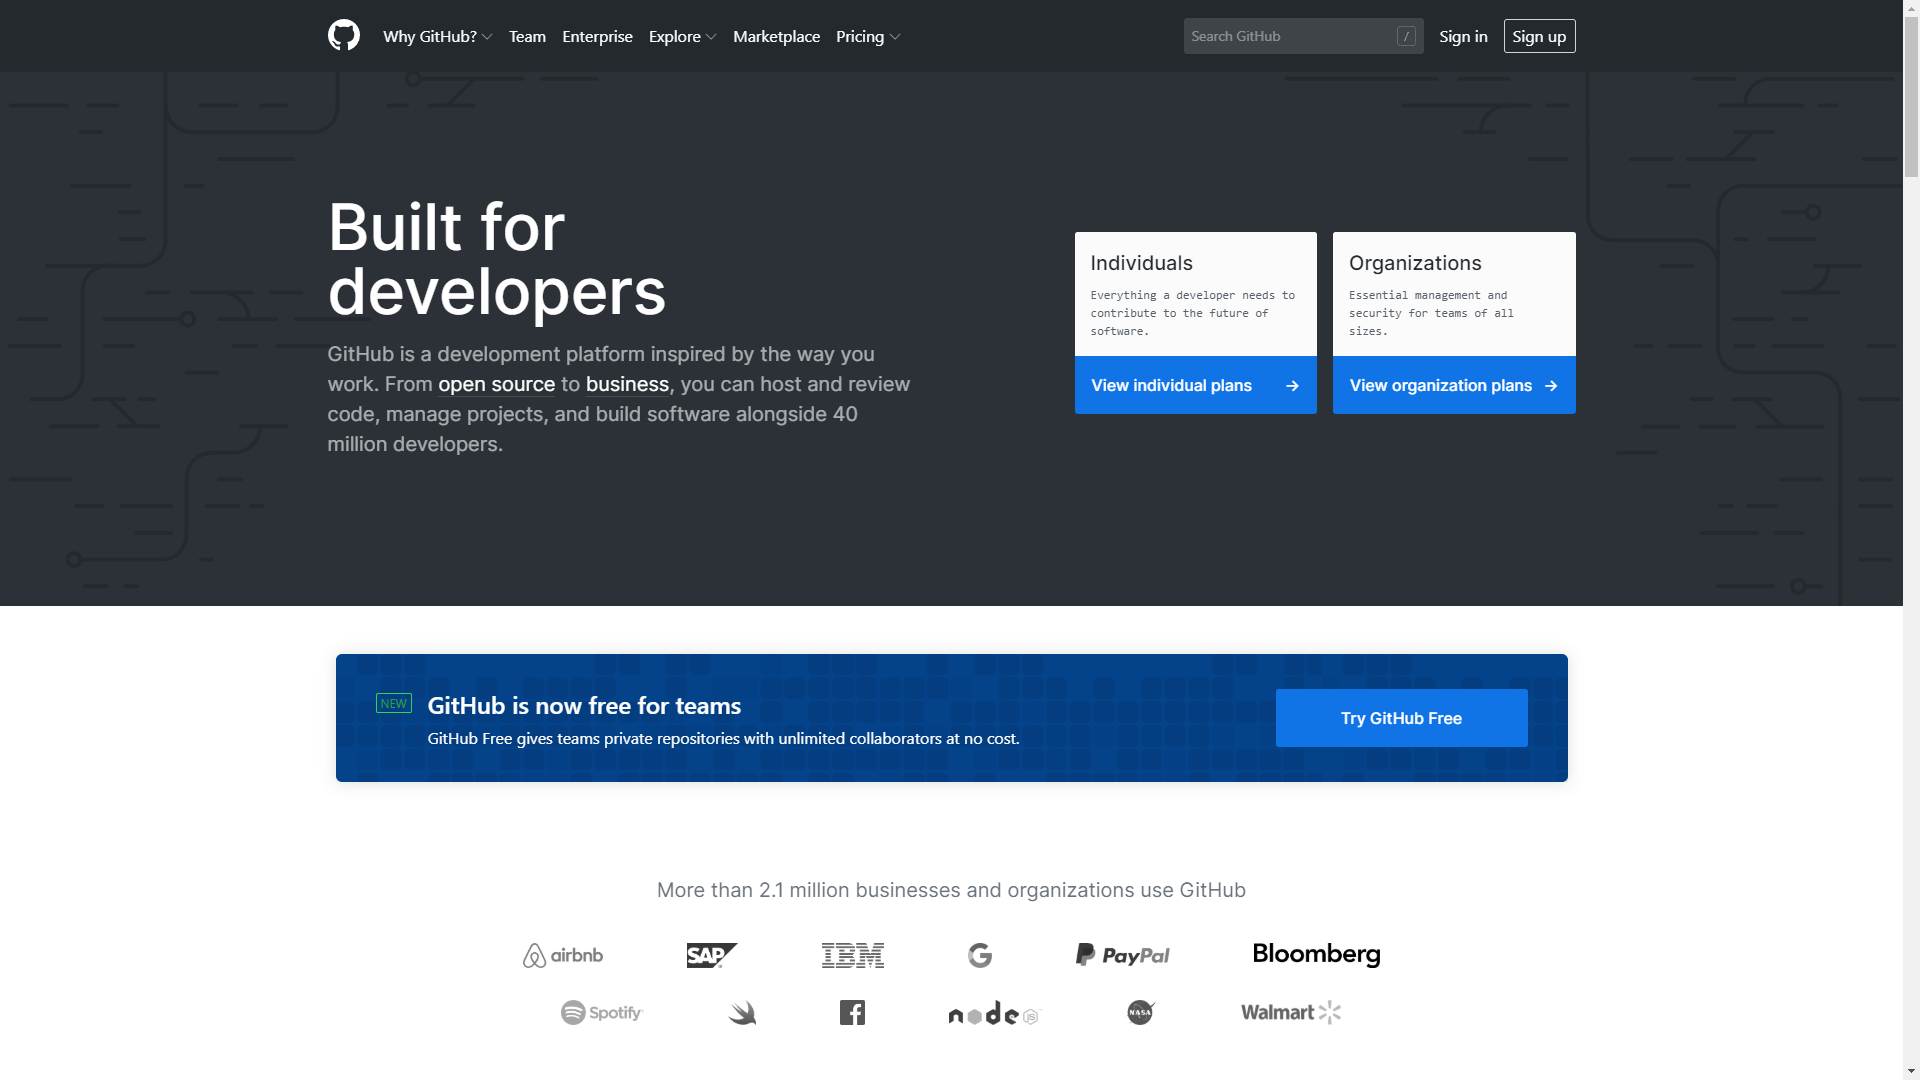 Why GitHub? Team Enterprise Explore Marketplace Pricing Search GitHub / Sign in Sign up
Built for
developers
GitHub is a development platform inspired by the way you
work. From open source to business, you can host and review
code, manage projects, and build software alongside 40
million developers.
Individuals
Everything a developer needs to
contribute to the future of
software.
View individual plans →
Organizations
Essential management and
security for teams of all
sizes.
View organization plans →
NEW GitHub is now free for teams
GitHub Free gives teams private repositories with unlimited collaborators at no cost.
Try GitHub Free
More than 2.1 million businesses and organizations use GitHub
airbnb SAP IBM G PayPal Bloomberg
Spotify node JS NASA Walmart